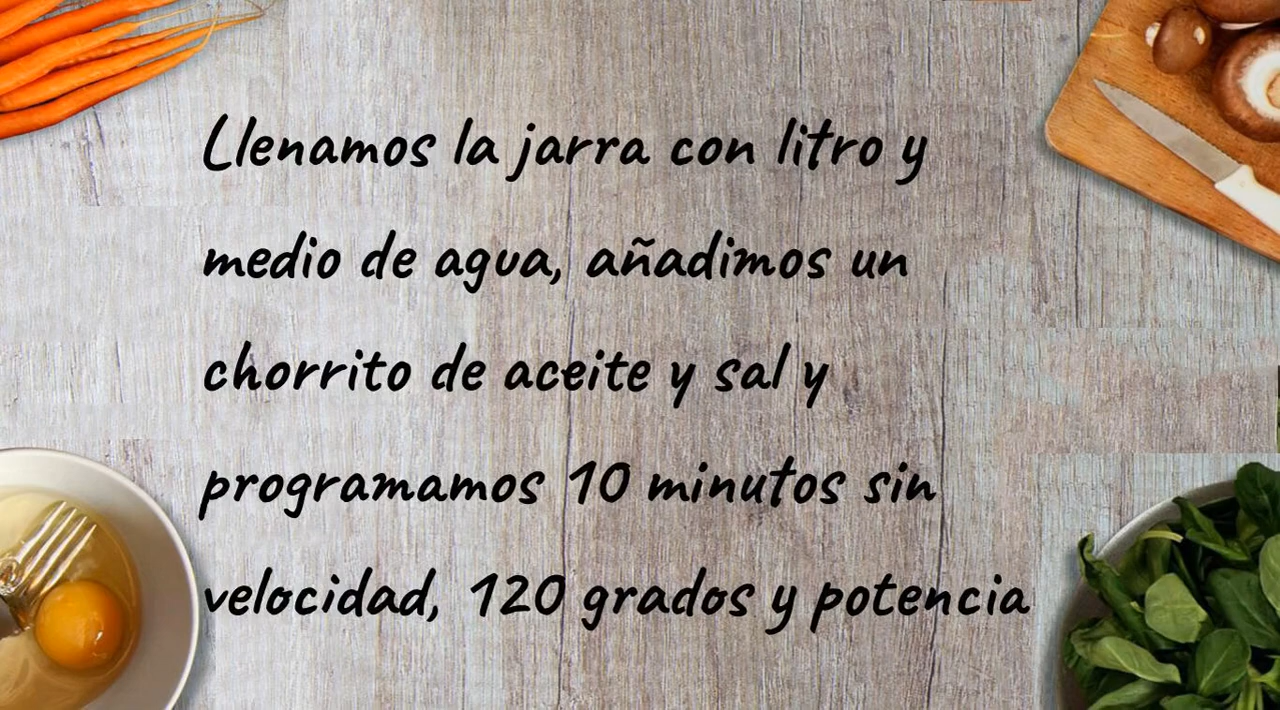 Llenamos la jarra con litro y
medio de agua, añadimos un
chorrito de aceite y sal y
programamos 10 minutos sin
velocidad, 120 grados y potencia